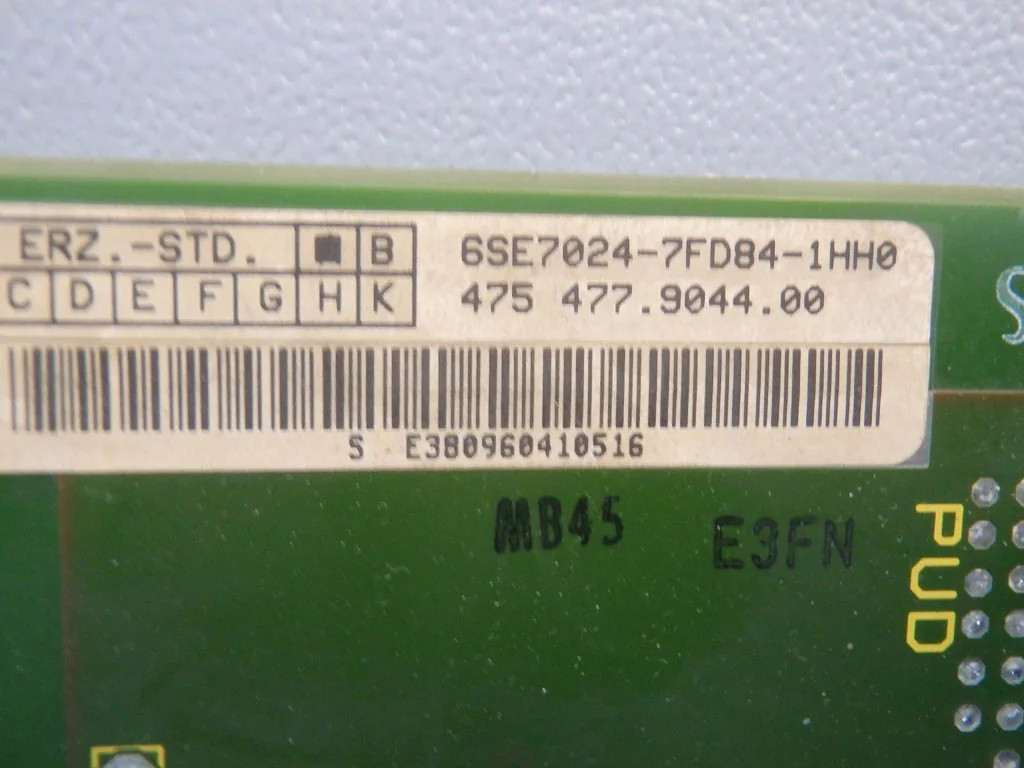 ERZ.-STD. ■ B
C D E F G H K
6SE7024-7FD84-1HH0
475 477.9044.00
S E380960410516
MB45
E3FN
PUD